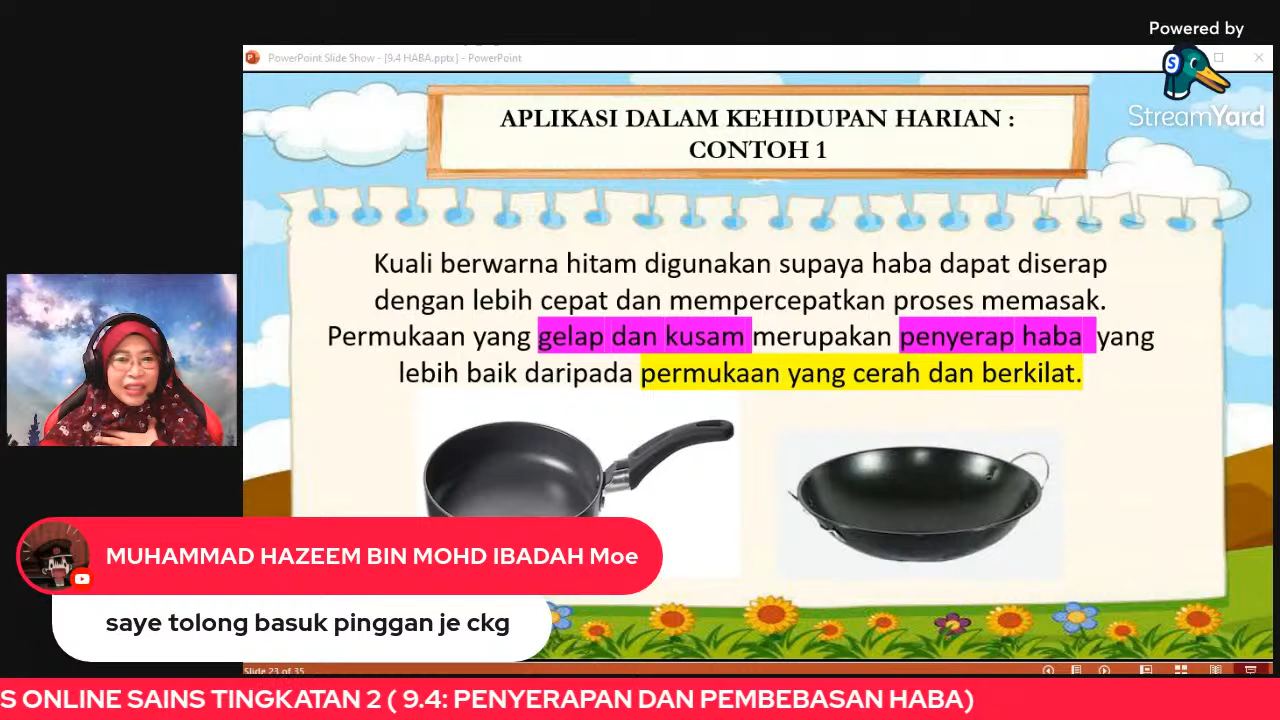 Powered by
StreamYard
PowerPoint Slide Show - [9.4 HABA.pptx] - PowerPoint
APLIKASI DALAM KEHIDUPAN HARIAN :
CONTOH 1
Kuali berwarna hitam digunakan supaya haba dapat diserap
dengan lebih cepat dan mempercepatkan proses memasak.
Permukaan yang gelap dan kusam merupakan penyerap haba yang
lebih baik daripada permukaan yang cerah dan berkilat.
MUHAMMAD HAZEEM BIN MOHD IBADAH Moe
saye tolong basuk pinggan je ckg
Slide 23 of 35
S ONLINE SAINS TINGKATAN 2 ( 9.4: PENYERAPAN DAN PEMBEBASAN HABA)